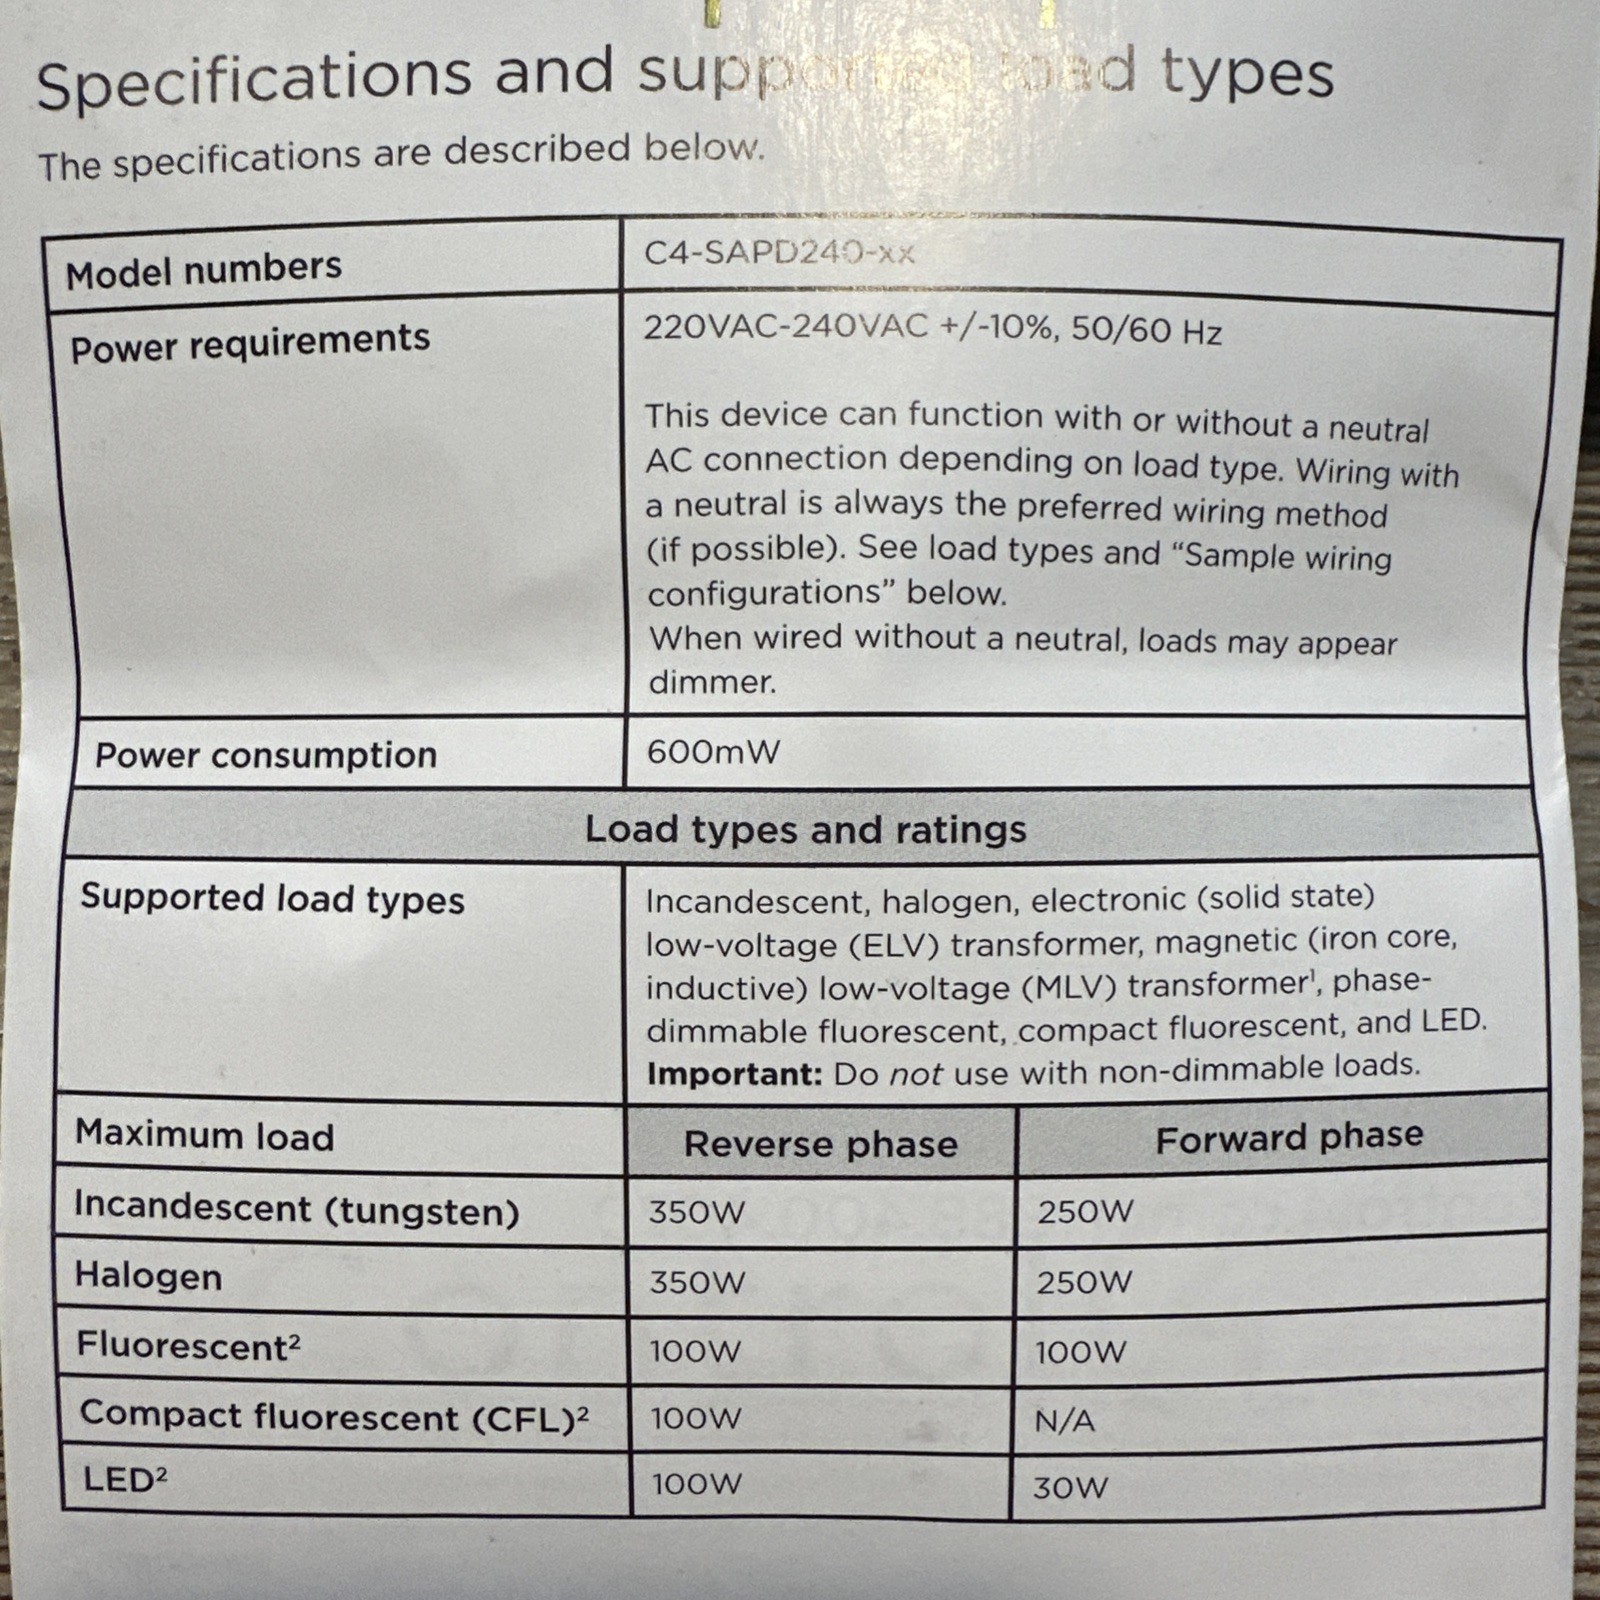 Specifications and supported load types
The specifications are described below.
Model numbers
C4-SAPD240-xx
Power requirements
220VAC-240VAC +/-10%, 50/60 Hz
This device can function with or without a neutral
AC connection depending on load type. Wiring with
a neutral is always the preferred wiring method
(if possible). See load types and “Sample wiring
configurations” below.
When wired without a neutral, loads may appear
dimmer.
Power consumption
600mW
Load types and ratings
Supported load types
Incandescent, halogen, electronic (solid state)
low-voltage (ELV) transformer, magnetic (iron core,
inductive) low-voltage (MLV) transformer¹, phase-
dimmable fluorescent, compact fluorescent, and LED.
Important: Do not use with non-dimmable loads.
Maximum load
Reverse phase
Forward phase
Incandescent (tungsten)
350W
250W
Halogen
350W
250W
Fluorescent²
100W
100W
Compact fluorescent (CFL)²
100W
N/A
LED²
100W
30W